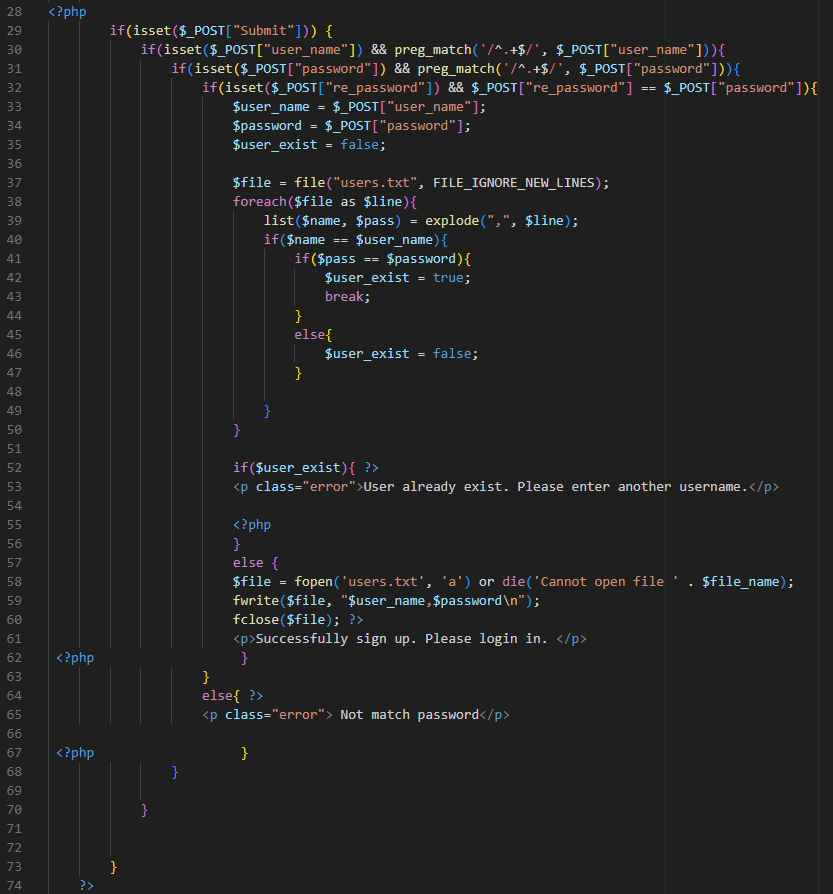 28 <?php
29 if(isset($_POST["Submit"])) {
30 if(isset($_POST["user_name"]) && preg_match('/^.+$/', $_POST["user_name"])){
31 if(isset($_POST["password"]) && preg_match('/^.+$/', $_POST["password"])){
32 if(isset($_POST["re_password"]) && $_POST["re_password"] == $_POST["password"]){
33 $user_name = $_POST["user_name"];
34 $password = $_POST["password"];
35 $user_exist = false;
36
37 $file = file("users.txt", FILE_IGNORE_NEW_LINES);
38 foreach($file as $line){
39 list($name, $pass) = explode(",", $line);
40 if($name == $user_name){
41 if($pass == $password){
42 $user_exist = true;
43 break;
44 }
45 else{
46 $user_exist = false;
47 }
48
49 }
50 }
51
52 if($user_exist){ ?>
53 <p class="error">User already exist. Please enter another username.</p>
54
55 <?php
56 }
57 else {
58 $file = fopen('users.txt', 'a') or die('Cannot open file ' . $file_name);
59 fwrite($file, "$user_name,$password\n");
60 fclose($file); ?>
61 <p>Successfully sign up. Please login in. </p>
62 <?php }
63 }
64 else{ ?>
65 <p class="error"> Not match password</p>
66
67 <?php }
68 }
69
70 }
71
72
73 }
74 ?>